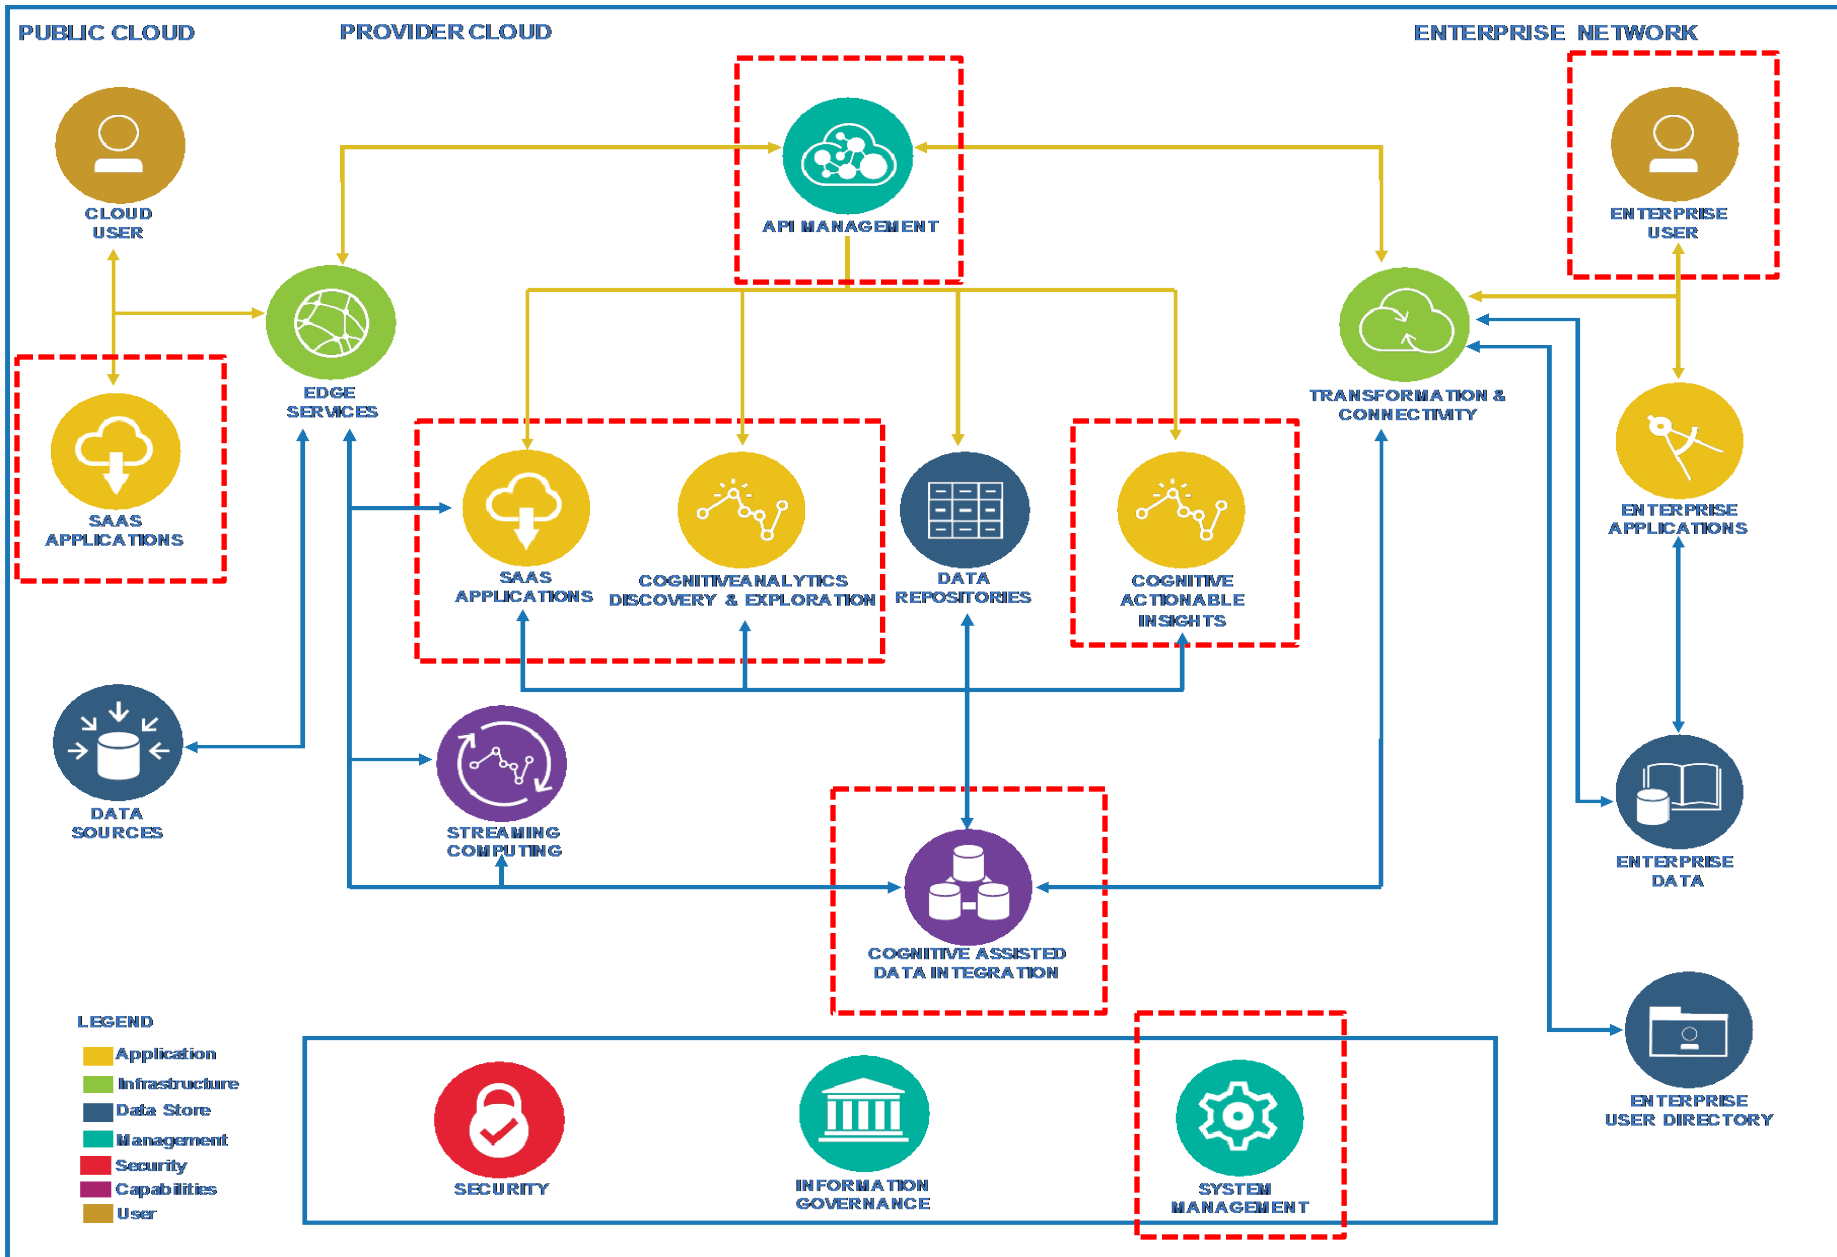 PUBLIC CLOUD
PROVIDER CLOUD
ENTERPRISE NETWORK
CLOUD
USER
API MANAGEMENT
ENTERPRISE
USER
EDGE
SERVICES
TRANSFORMATION &
CONNECTIVITY
SAAS
APPLICATIONS
SAAS
APPLICATIONS
COGNITIVEANALYTICS
DISCOVERY & EXPLORATION
DATA
REPOSITORIES
COGNITIVE
ACTIONABLE
INSIGHTS
ENTERPRISE
APPLICATIONS
DATA
SOURCES
STREAMING
COMPUTING
ENTERPRISE
DATA
COGNITIVE ASSISTED
DATA INTEGRATION
ENTERPRISE
USER DIRECTORY
LEGEND
Application
Infrastructure
Data Store
Management
Security
Capabilities
User
SECURITY
INFORMATION
GOVERNANCE
SYSTEM
MANAGEMENT